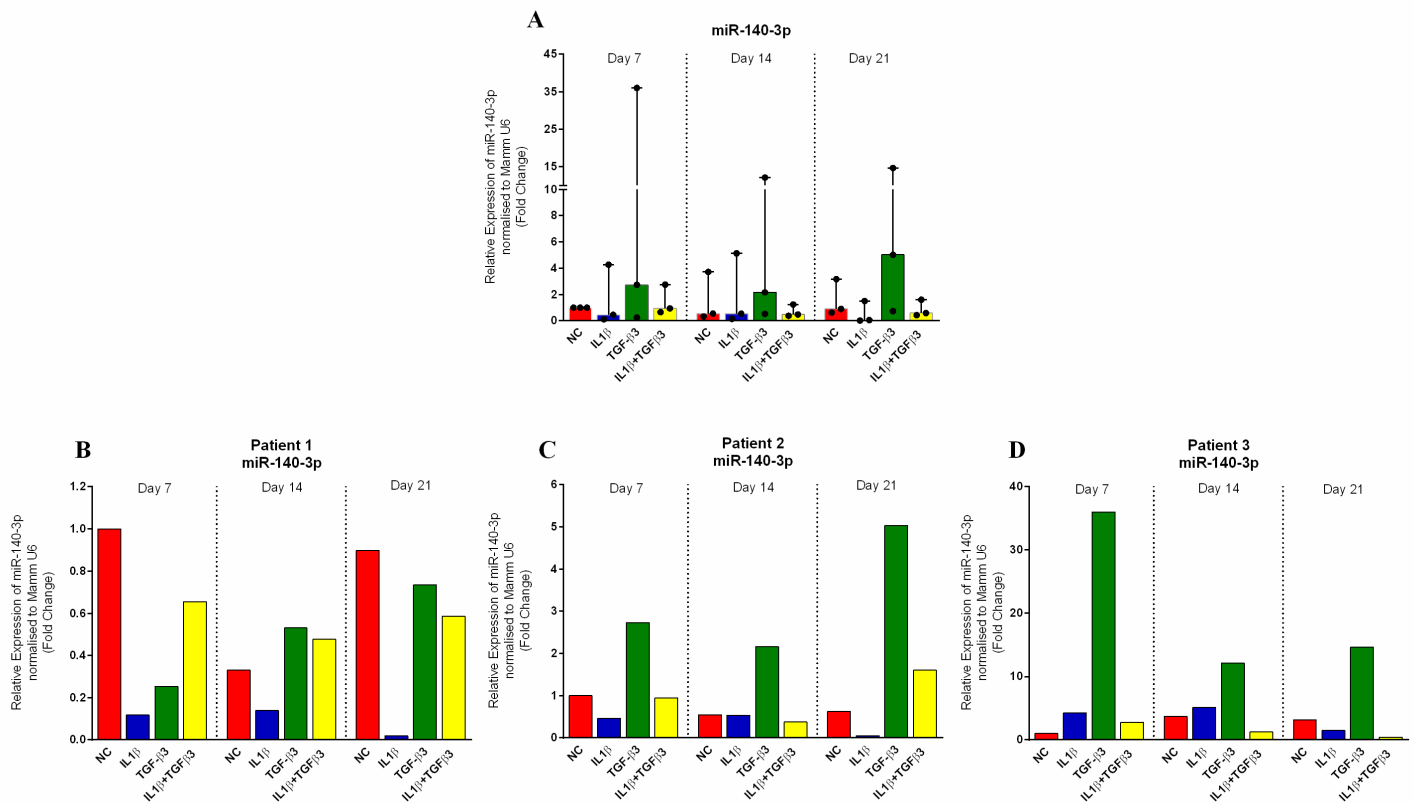 A
miR-140-3p
Relative Expression of miR-140-3p
normalised to Mamm U6
(Fold Change)
45
35
25
15
10
8
6
4
2
0
Day 7
Day 14
Day 21
NC
IL1β
TGF-β3
IL1β+TGFβ3
NC
IL1β
TGF-β3
IL1β+TGFβ3
NC
IL1β
TGF-β3
IL1β+TGFβ3
B
Patient 1
miR-140-3p
Relative Expression of miR-140-3p
normalised to Mamm U6
(Fold Change)
1.2
1.0
0.8
0.6
0.4
0.2
0.0
Day 7
Day 14
Day 21
NC
IL1β
TGF-β3
IL1β+TGFβ3
NC
IL1β
TGF-β3
IL1β+TGFβ3
NC
IL1β
TGF-β3
IL1β+TGFβ3
C
Patient 2
miR-140-3p
Relative Expression of miR-140-3p
normalised to Mamm U6
(Fold Change)
6
5
4
3
2
1
0
Day 7
Day 14
Day 21
NC
IL1β
TGF-β3
IL1β+TGFβ3
NC
IL1β
TGF-β3
IL1β+TGFβ3
NC
IL1β
TGF-β3
IL1β+TGFβ3
D
Patient 3
miR-140-3p
Relative Expression of miR-140-3p
normalised to Mamm U6
(Fold Change)
40
30
20
10
0
Day 7
Day 14
Day 21
NC
IL1β
TGF-β3
IL1β+TGFβ3
NC
IL1β
TGF-β3
IL1β+TGFβ3
NC
IL1β
TGF-β3
IL1β+TGFβ3